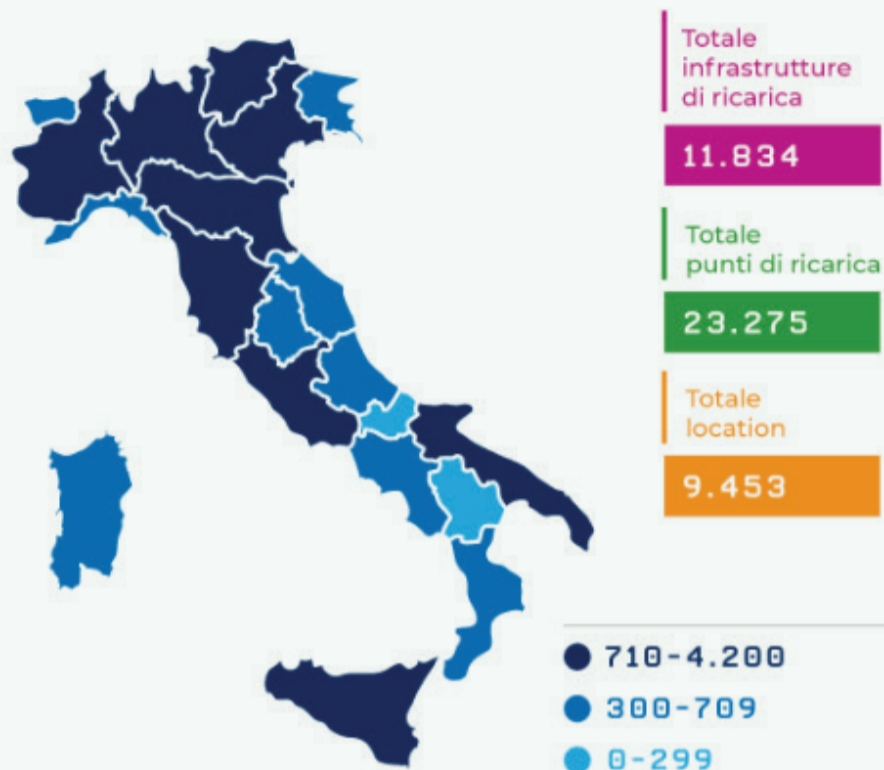 Totale
infrastrutture
di ricarica
11.834
Totale
punti di ricarica
23.275
Totale
location
9.453
710-4.200
300-709
0-299